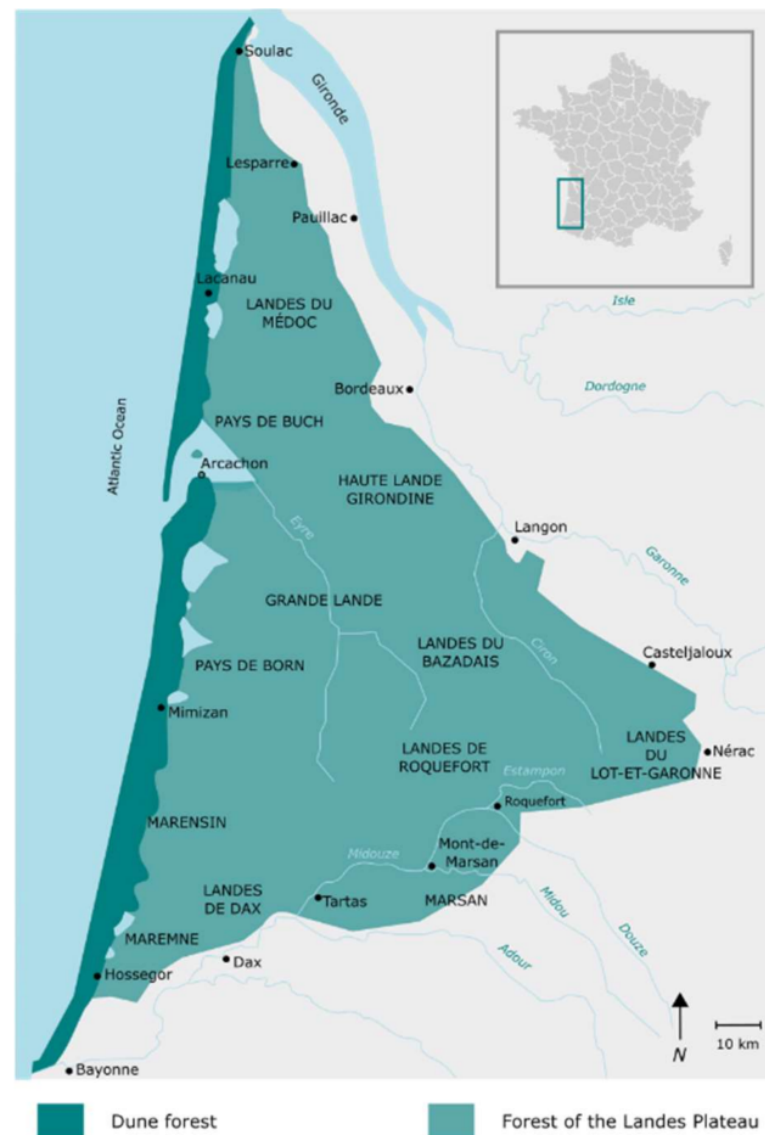 Soulac
Gironde
Lesparre
Pauillac
Lacanau
LANDES DU
MÉDOC
Isle
Dordogne
Bordeaux
Atlantic Ocean
PAYS DE BUCH
Arcachon
HAUTE LANDE
GIRONDINE
Eyre
Langon
Garonne
GRANDE LANDE
LANDES DU
BAZADAIS
Ciron
Casteljaloux
PAYS DE BORN
Mimizan
LANDES DE
ROQUEFORT
LANDES
DU
LOT-ET-GARONNE
Nérac
Estampon
Roquefort
MARENSIN
Midouze
Mont-de-
Marsan
LANDES
DE DAX
Tartas
MARSAN
Midou
Douze
MAREMNE
Dax
Adour
Hossegor
N
10 km
Bayonne
Dune forest
Forest of the Landes Plateau